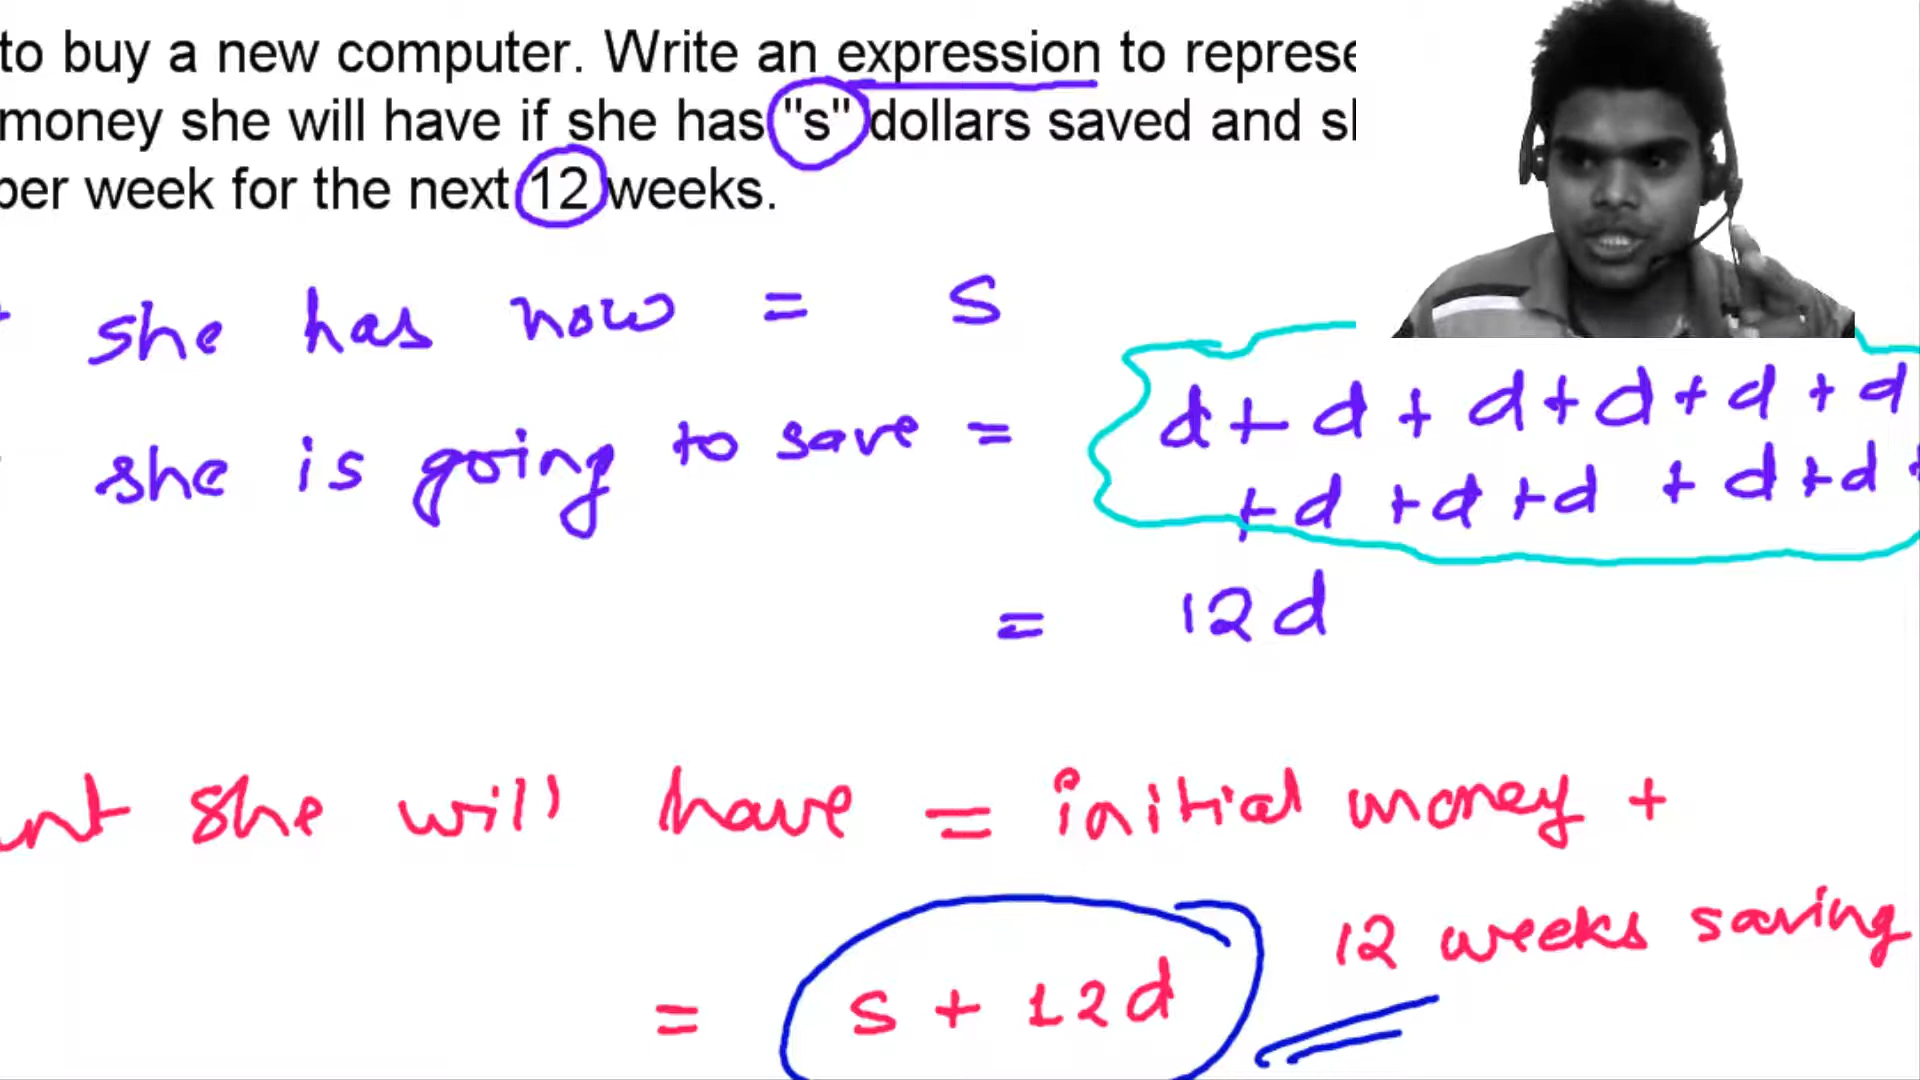 to buy a new computer. Write an expression to represe
money she will have if she has "s" dollars saved and sh
per week for the next 12 weeks.
she has now = s
she is going to save = d + d + d + d + d + d
+ d + d + d + d + d +
= 12d
unt she will have = initial money +
12 weeks saving
= s + 12d